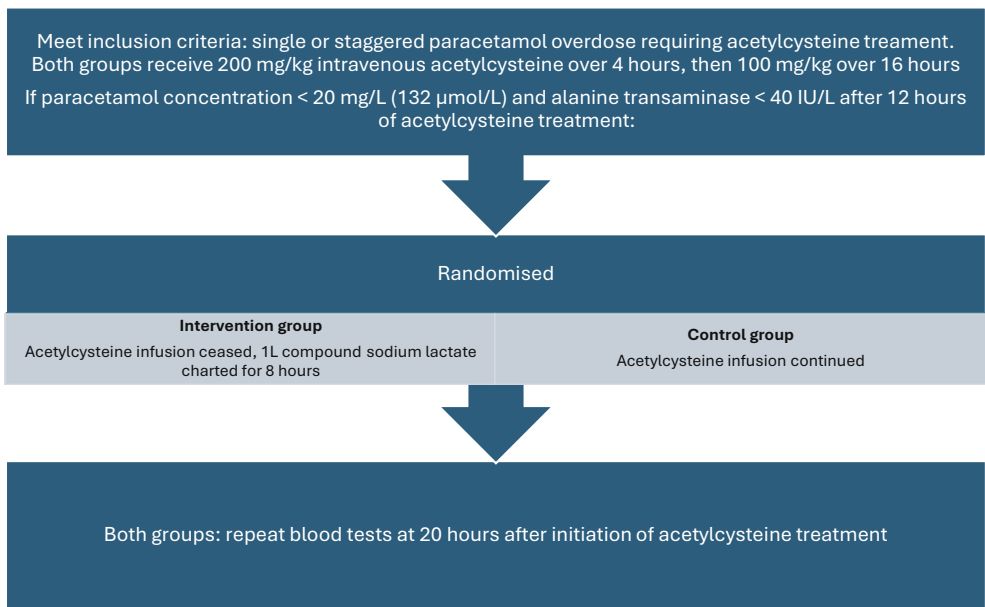 Meet inclusion criteria: single or staggered paracetamol overdose requiring acetylcysteine treament.
Both groups receive 200 mg/kg intravenous acetylcysteine over 4 hours, then 100 mg/kg over 16 hours
If paracetamol concentration < 20 mg/L (132 µmol/L) and alanine transaminase < 40 IU/L after 12 hours
of acetylcysteine treatment:
Randomised
Intervention group
Acetylcysteine infusion ceased, 1L compound sodium lactate
charted for 8 hours
Control group
Acetylcysteine infusion continued
Both groups: repeat blood tests at 20 hours after initiation of acetylcysteine treatment